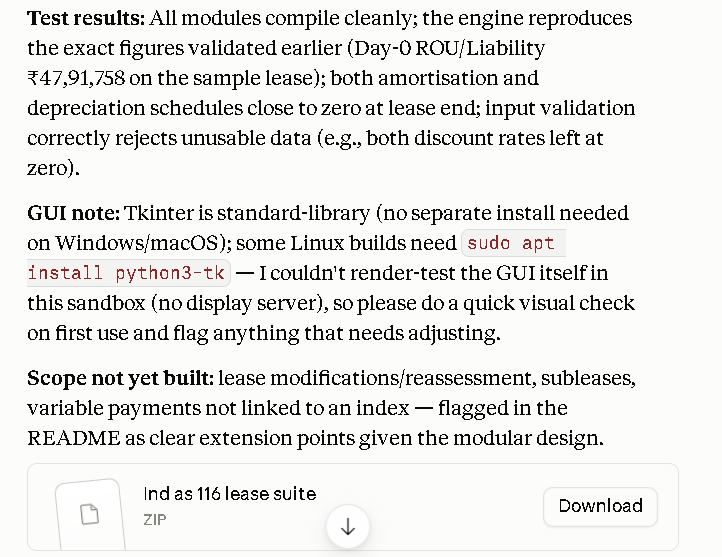 Test results: All modules compile cleanly; the engine reproduces
the exact figures validated earlier (Day-0 ROU/Liability
₹47,91,758 on the sample lease); both amortisation and
depreciation schedules close to zero at lease end; input validation
correctly rejects unusable data (e.g., both discount rates left at
zero).
GUI note: Tkinter is standard-library (no separate install needed
on Windows/macOS); some Linux builds need sudo apt
install python3-tk — I couldn't render-test the GUI itself in
this sandbox (no display server), so please do a quick visual check
on first use and flag anything that needs adjusting.
Scope not yet built: lease modifications/reassessment, subleases,
variable payments not linked to an index — flagged in the
README as clear extension points given the modular design.
Ind as 116 lease suite
ZIP
Download